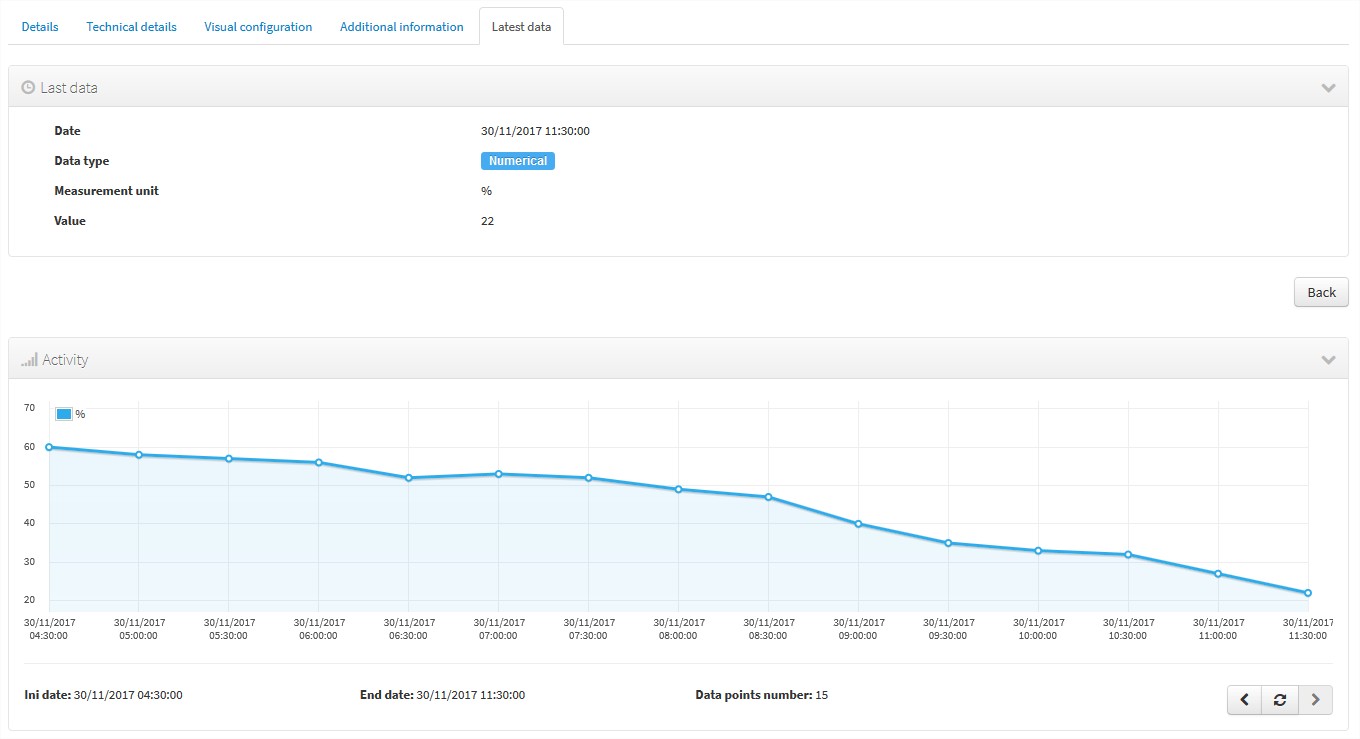 Details Technical details Visual configuration Additional information Latest data
Last data
Date 30/11/2017 11:30:00
Data type Numerical
Measurement unit %
Value 22
Back
Activity
%
70
60
50
40
30
20
30/11/2017 30/11/2017 30/11/2017 30/11/2017 30/11/2017 30/11/2017 30/11/2017 30/11/2017 30/11/2017 30/11/2017 30/11/2017 30/11/2017 30/11/2017 30/11/2017 30/11/2017
04:30:00 05:00:00 05:30:00 06:00:00 06:30:00 07:00:00 07:30:00 08:00:00 08:30:00 09:00:00 09:30:00 10:00:00 10:30:00 11:00:00 11:30:00
Ini date: 30/11/2017 04:30:00 End date: 30/11/2017 11:30:00 Data points number: 15